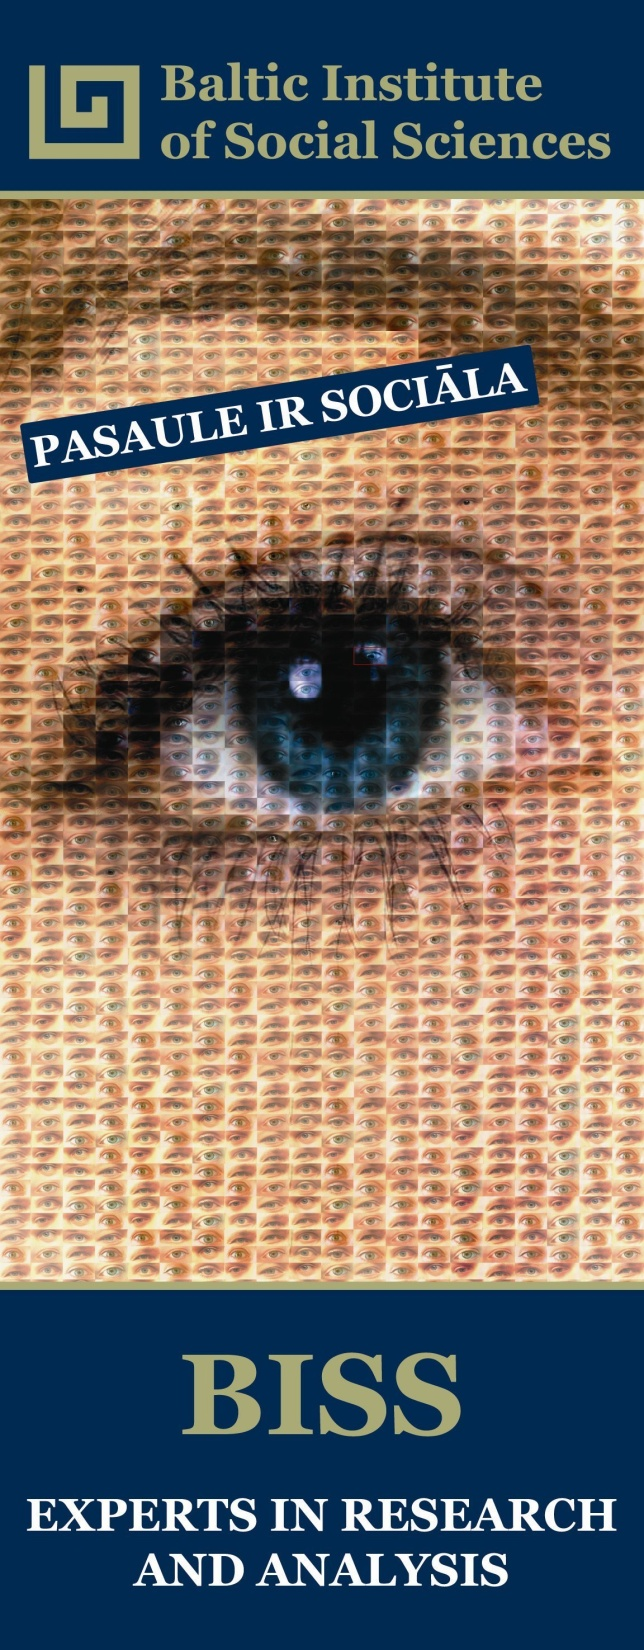 Baltic Institute
of Social Sciences
PASAULE IR SOCIĀLA
BISS
EXPERTS IN RESEARCH
AND ANALYSIS